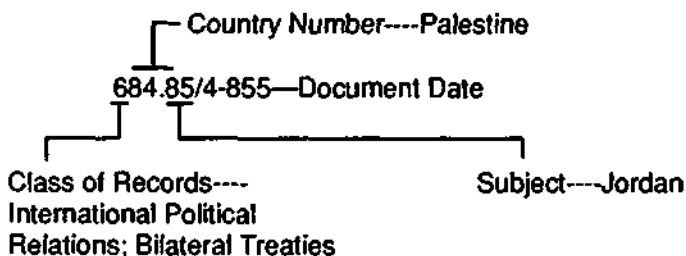 Country Number----Palestine
684.85/4-855—Document Date
Class of Records----
International Political
Relations; Bilateral Treaties
Subject----Jordan